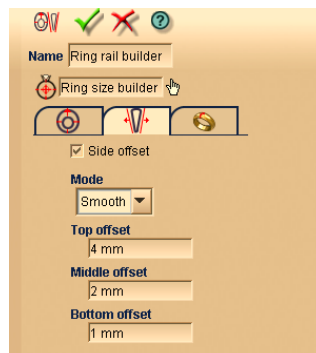 Name Ring rail builder
Ring size builder
Side offset
Mode
Smooth
Top offset
4 mm
Middle offset
2 mm
Bottom offset
1 mm